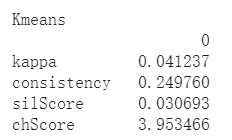 Kmeans
0
kappa 0.041237
consistency 0.249760
silScore 0.030693
chScore 3.953466